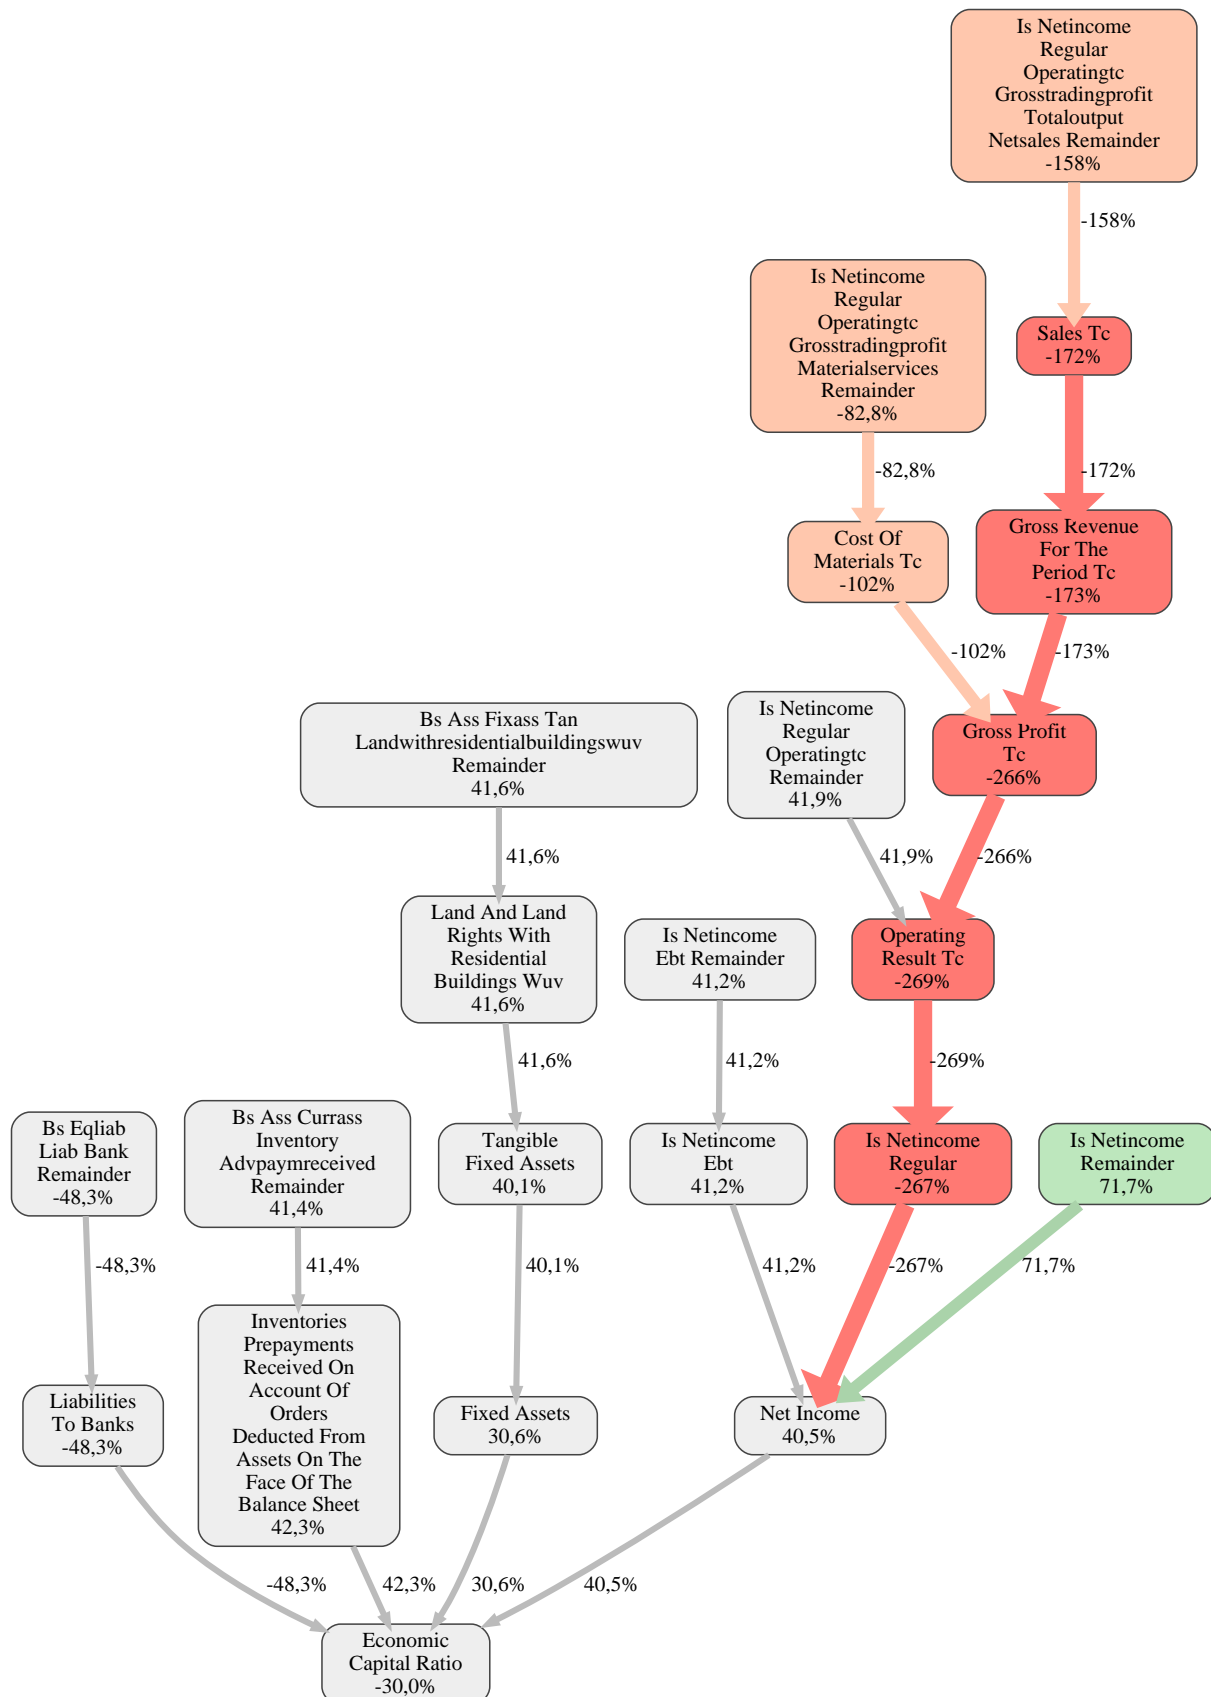 Is Netincome
Regular
Operatingtc
Grosstradingprofit
Totaloutput
Netsales Remainder
-158%
-158%
Is Netincome
Regular
Operatingtc
Grosstradingprofit
Materialservices
Remainder
-82,8%
Sales Tc
-172%
-82,8%
-172%
Cost Of
Materials Tc
-102%
Gross Revenue
For The
Period Tc
-173%
-102%
-173%
Bs Ass Fixass Tan
Landwithresidentialbuildingswuv
Remainder
41,6%
Is Netincome
Regular
Operatingtc
Remainder
41,9%
Gross Profit
Tc
-266%
41,6%
41,9%
-266%
Land And Land
Rights With
Residential
Buildings Wuv
41,6%
Is Netincome
Ebt Remainder
41,2%
Operating
Result Tc
-269%
41,6%
41,2%
-269%
Bs Eqliab
Liab Bank
Remainder
-48,3%
Bs Ass Currass
Inventory
Advpaymreceived
Remainder
41,4%
Tangible
Fixed Assets
40,1%
Is Netincome
Ebt
41,2%
Is Netincome
Regular
-267%
Is Netincome
Remainder
71,7%
-48,3%
41,4%
40,1%
41,2%
-267%
71,7%
Liabilities
To Banks
-48,3%
Inventories
Prepayments
Received On
Account Of
Orders
Deducted From
Assets On The
Face Of The
Balance Sheet
42,3%
Fixed Assets
30,6%
Net Income
40,5%
-48,3%
42,3%
30,6%
40,5%
Economic
Capital Ratio
-30,0%